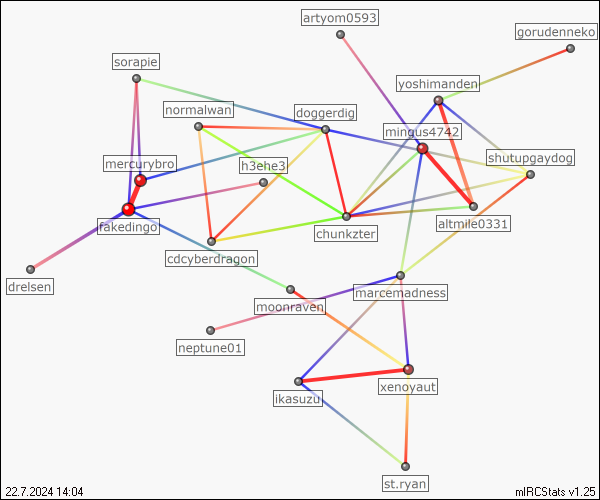 artyom0593
gorudenneko
sorapie
yoshimanden
normalwan
doggerdig
mingus4742
mercurybro
h3ehe3
shutupgaydog
fakedingo
altmile0331
chunkzter
cdcyberdragon
drelsen
marcemadness
moonraven
neptune01
xenoyaut
ikasuzu
st.ryan
22.7.2024 14:04
mIRCStats v1.25